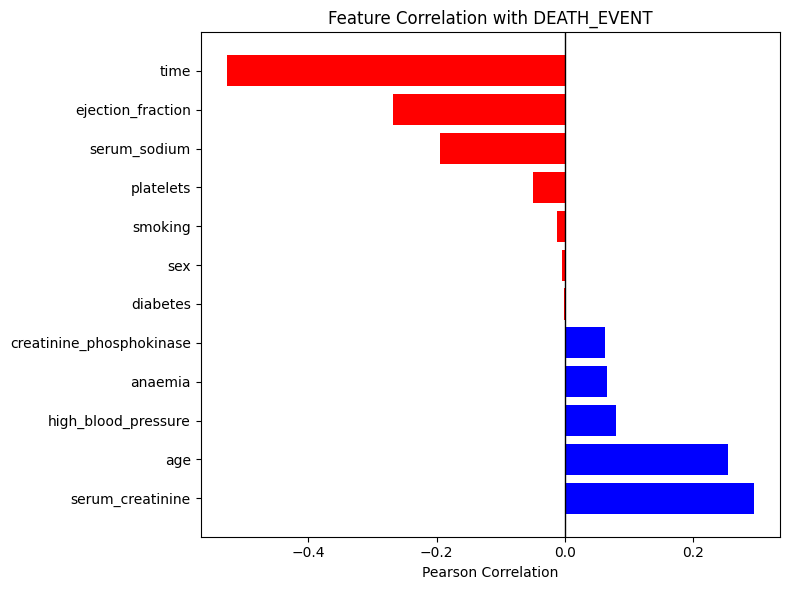 Feature Correlation with DEATH_EVENT
time
ejection_fraction
serum_sodium
platelets
smoking
sex
diabetes
creatinine_phosphokinase
anaemia
high_blood_pressure
age
serum_creatinine
−0.4 −0.2 0.0 0.2
Pearson Correlation